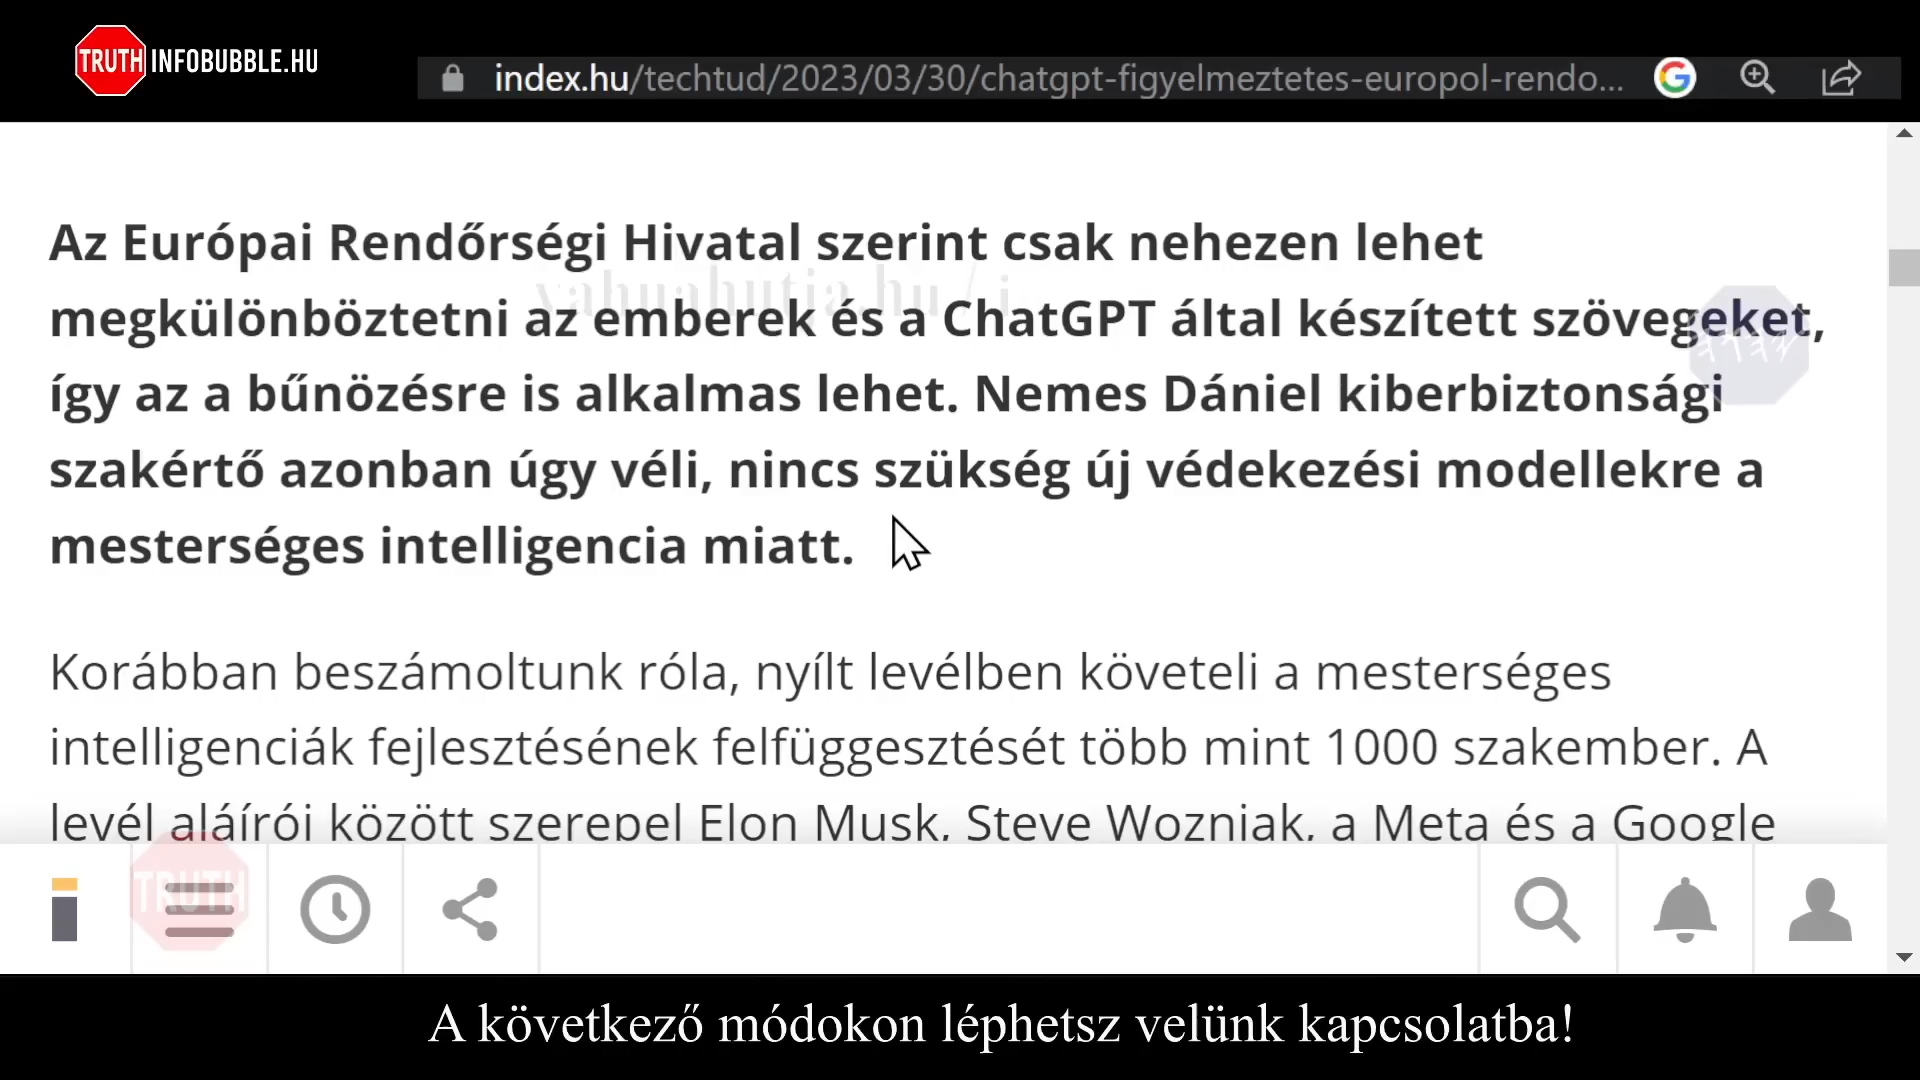 TRUTH INFOBUBBLE.HU
index.hu/techtud/2023/03/30/chatgpt-figyelmeztetes-europol-rendo...
Az Európai Rendőrségi Hivatal szerint csak nehezen lehet
megkülönböztetni az emberek és a ChatGPT által készített szövegeket,
így az a bűnözésre is alkalmas lehet. Nemes Dániel kiberbiztonsági
szakértő azonban úgy véli, nincs szükség új védekezési modellekre a
mesterséges intelligencia miatt.
Korábban beszámoltunk róla, nyílt levélben követeli a mesterséges
intelligenciák fejlesztésének felfüggesztését több mint 1000 szakember. A
levél aláírói között szerepel Elon Musk, Steve Wozniak, a Meta és a Google
TRUTH
A következő módokon léphetsz velünk kapcsolatba!